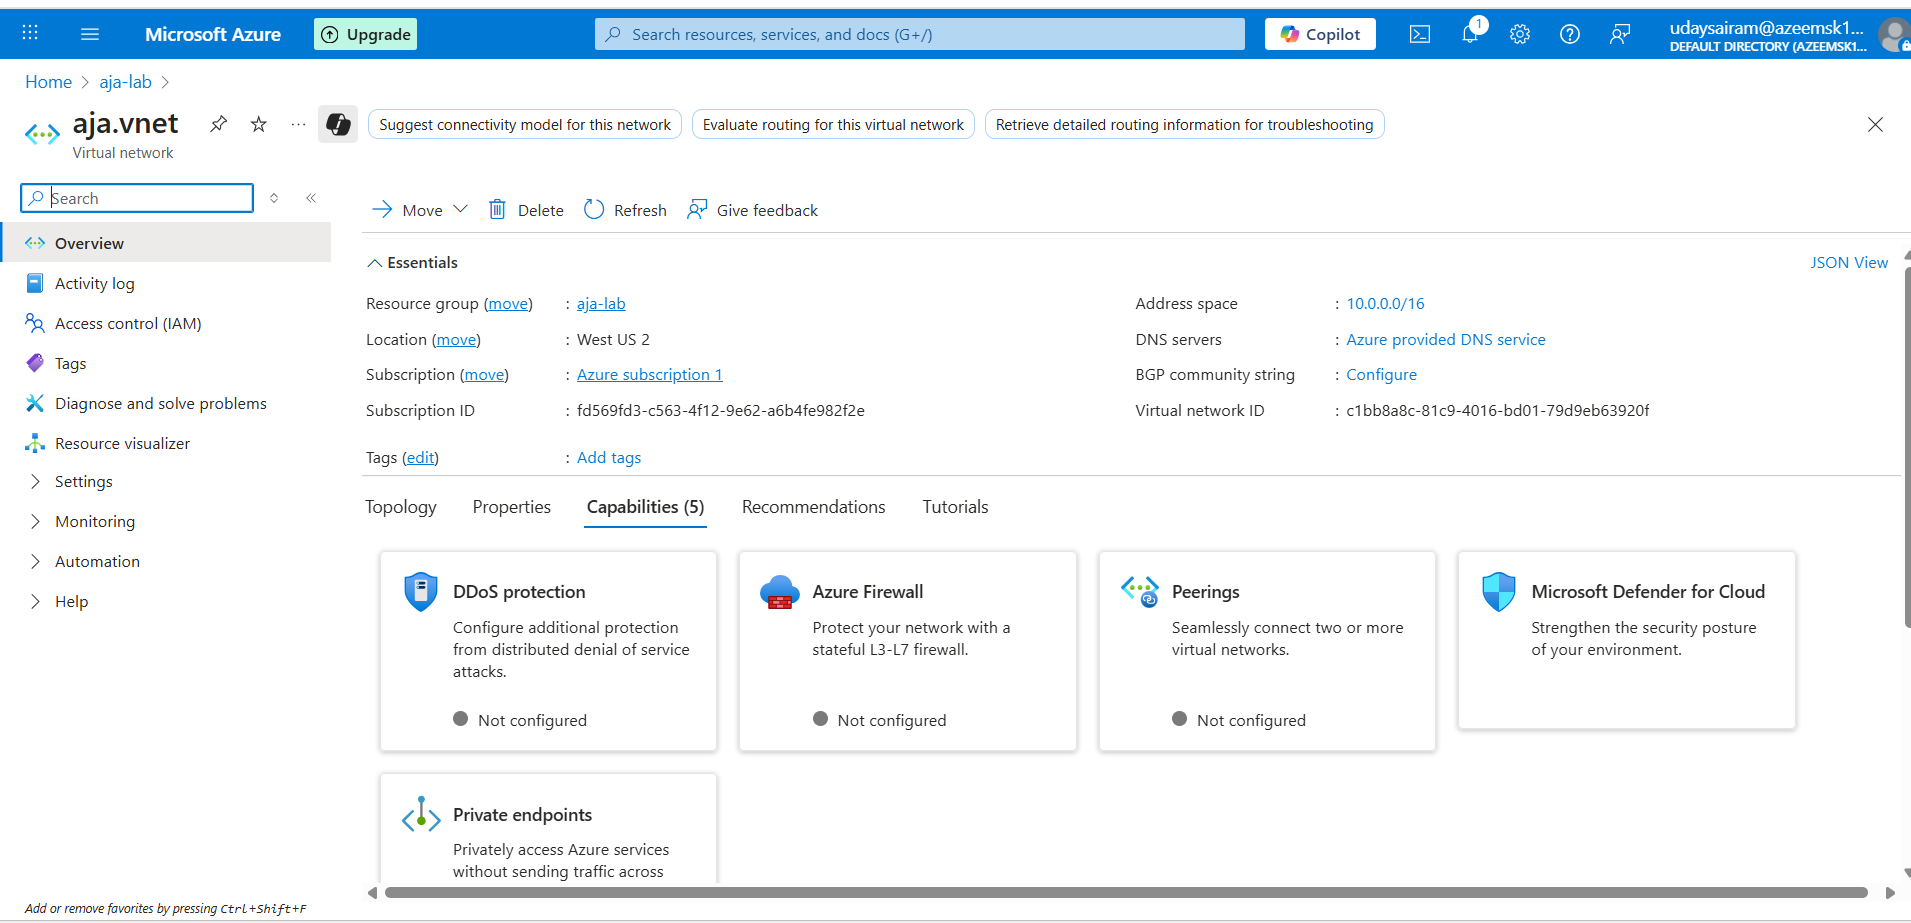 Microsoft Azure
Upgrade
Search resources, services, and docs (G+/)
Copilot
1
udaysairam@azeemsk1...
DEFAULT DIRECTORY (AZEEMSK1...
Home > aja-lab >
aja.vnet
Virtual network
Suggest connectivity model for this network
Evaluate routing for this virtual network
Retrieve detailed routing information for troubleshooting
Search
Overview
Activity log
Access control (IAM)
Tags
Diagnose and solve problems
Resource visualizer
Settings
Monitoring
Automation
Help
Add or remove favorites by pressing Ctrl+Shift+F
Move
Delete
Refresh
Give feedback
Essentials
JSON View
Resource group (move) : aja-lab
Location (move) : West US 2
Subscription (move) : Azure subscription 1
Subscription ID : fd569fd3-c563-4f12-9e62-a6b4fe982f2e
Address space : 10.0.0.0/16
DNS servers : Azure provided DNS service
BGP community string : Configure
Virtual network ID : c1bb8a8c-81c9-4016-bd01-79d9eb63920f
Tags (edit) : Add tags
Topology
Properties
Capabilities (5)
Recommendations
Tutorials
DDoS protection
Configure additional protection
from distributed denial of service
attacks.
Not configured
Azure Firewall
Protect your network with a
stateful L3-L7 firewall.
Not configured
Peerings
Seamlessly connect two or more
virtual networks.
Not configured
Microsoft Defender for Cloud
Strengthen the security posture
of your environment.
Private endpoints
Privately access Azure services
without sending traffic across